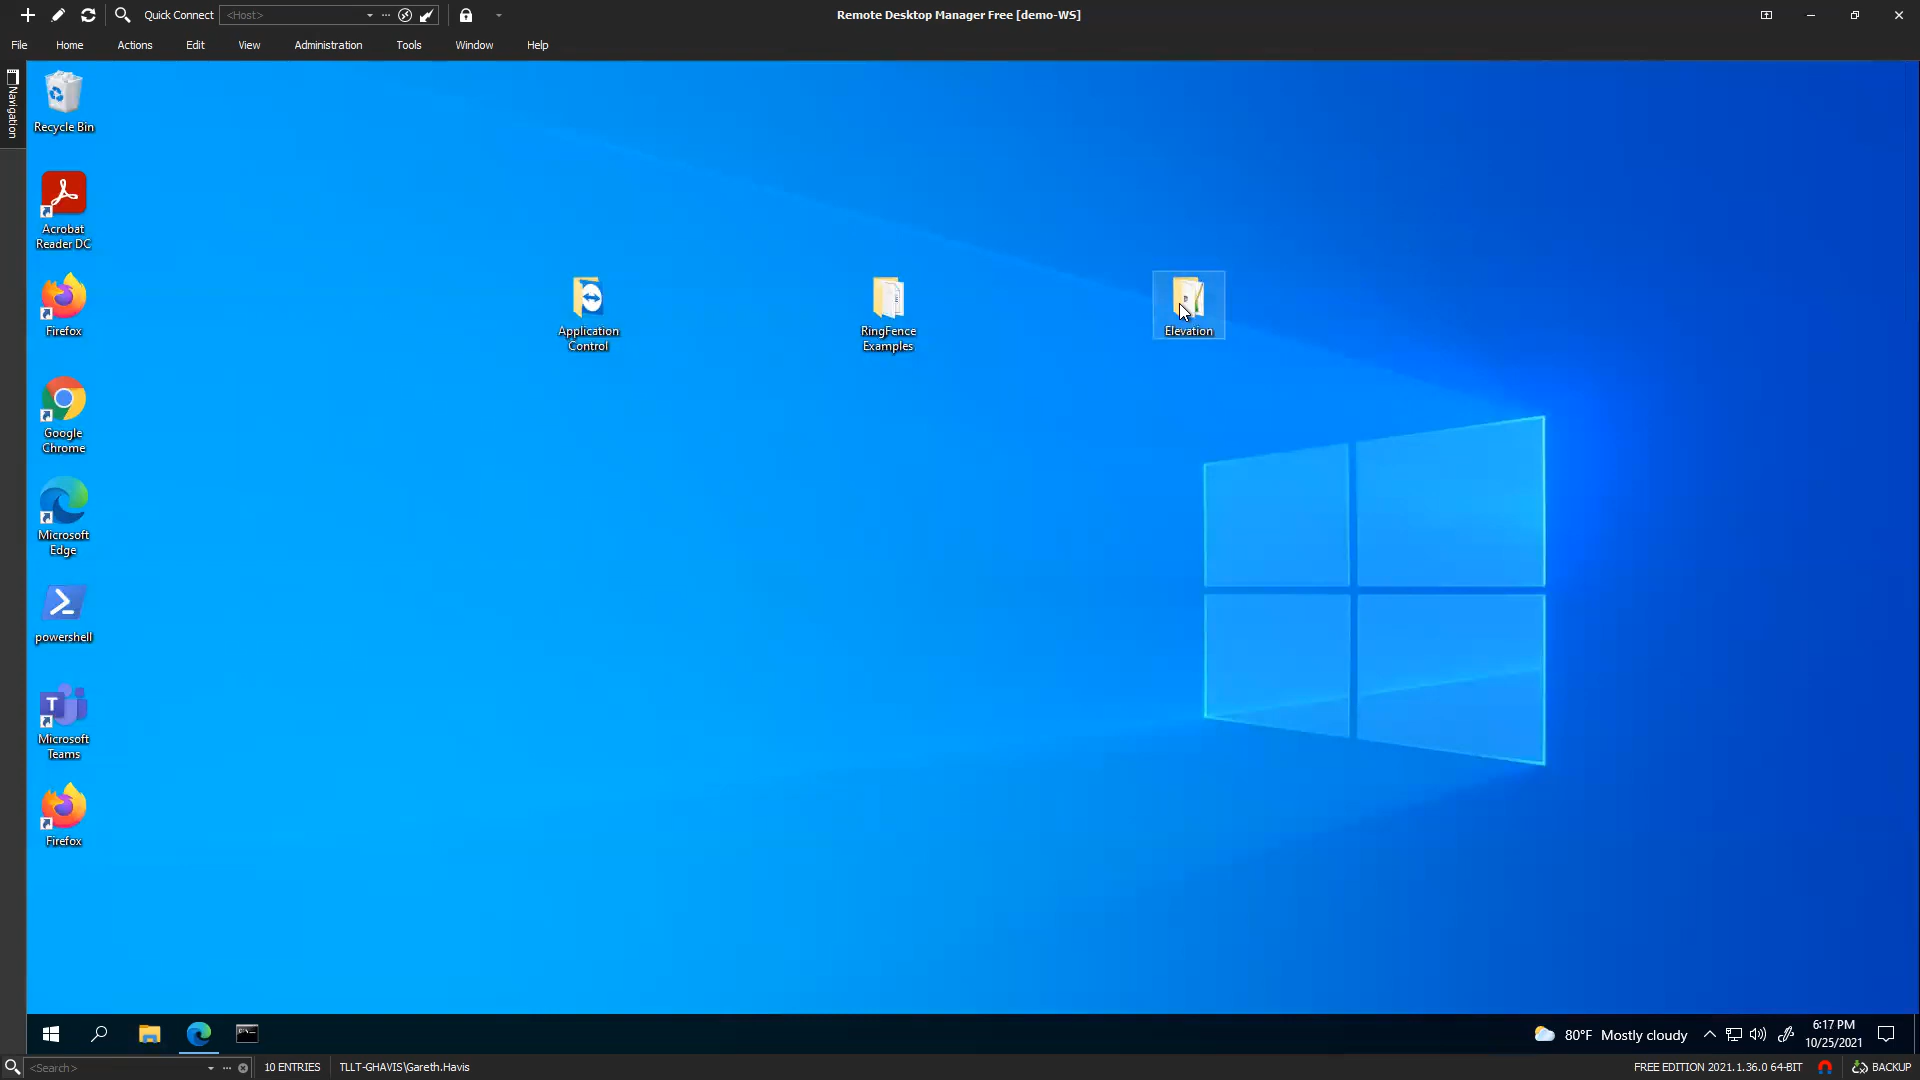 Quick Connect <Host>
Remote Desktop Manager Free [demo-WS]
File Home Actions Edit View Administration Tools Window Help
Navigation
Recycle Bin
Acrobat
Reader DC
Firefox
Google
Chrome
Microsoft
Edge
powershell
Microsoft
Teams
Firefox
Application
Control
RingFence
Examples
Elevation
80°F Mostly cloudy
6:17 PM
10/25/2021
<Search>
10 ENTRIES
TLLT-GHAVIS\Gareth.Havis
FREE EDITION 2021.1.36.0 64-BIT
BACKUP